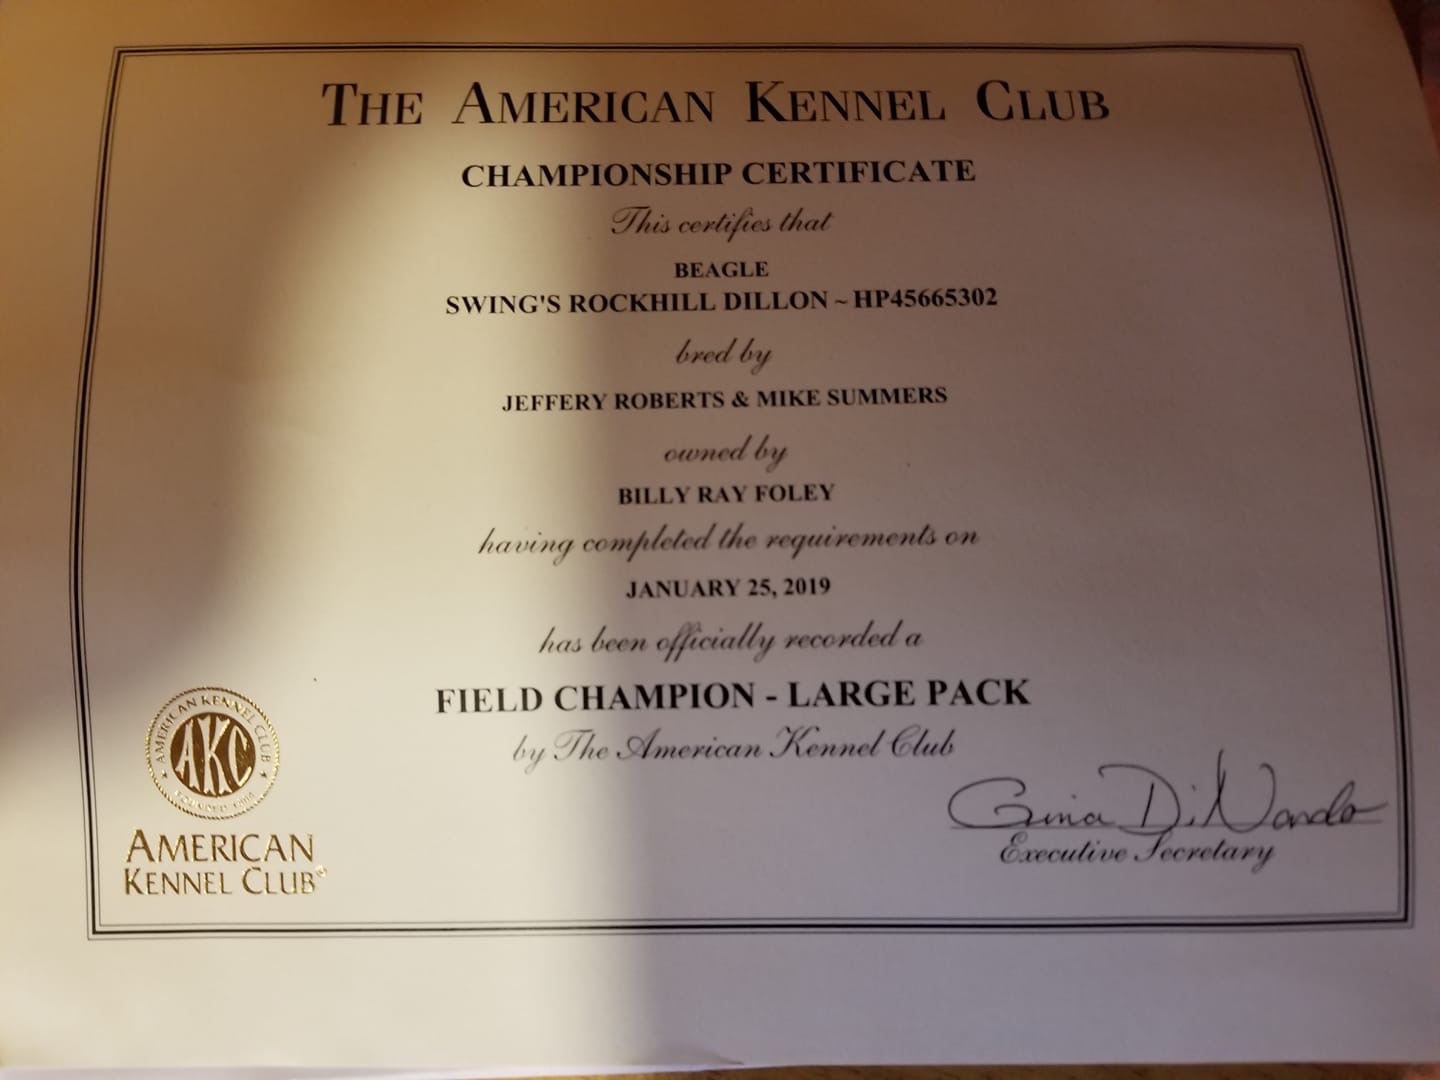 THE AMERICAN KENNEL CLUB
CHAMPIONSHIP CERTIFICATE
This certifies that
BEAGLE
SWING'S ROCKHILL DILLON ~ HP45665302
bred by
JEFFERY ROBERTS & MIKE SUMMERS
owned by
BILLY RAY FOLEY
having completed the requirements on
JANUARY 25, 2019
has been officially recorded a
FIELD CHAMPION - LARGE PACK
by The American Kennel Club
AMERICAN KENNEL CLUB
AKC
FOUNDED 1884
AMERICAN
KENNEL CLUB®
Gina DiNardo
Executive Secretary